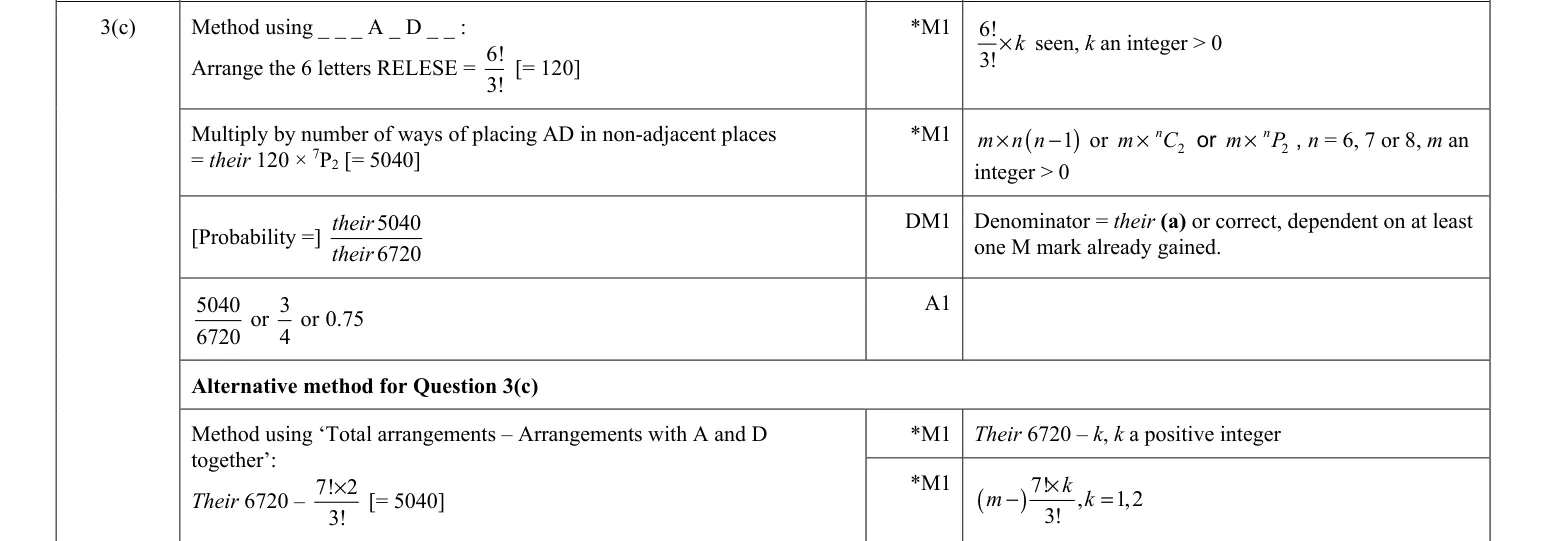 3(c) Method using _ _ _ A _ D _ _ : *M1 6!/3! × k seen, k an integer > 0
Arrange the 6 letters RELESE = 6!/3! [= 120]
Multiply by number of ways of placing AD in non-adjacent places *M1 m × n(n – 1) or m × ⁿC₂ or m × ⁿP₂ , n = 6, 7 or 8, m an
= their 120 × ⁷P₂ [= 5040] integer > 0
[Probability =] their 5040/their 6720 DM1 Denominator = their (a) or correct, dependent on at least
one M mark already gained.
5040/6720 or 3/4 or 0.75 A1
Alternative method for Question 3(c)
Method using ‘Total arrangements – Arrangements with A and D *M1 Their 6720 – k, k a positive integer
together’:
Their 6720 – 7!×2/3! [= 5040] *M1 (m –) 7!×k/3! , k = 1,2